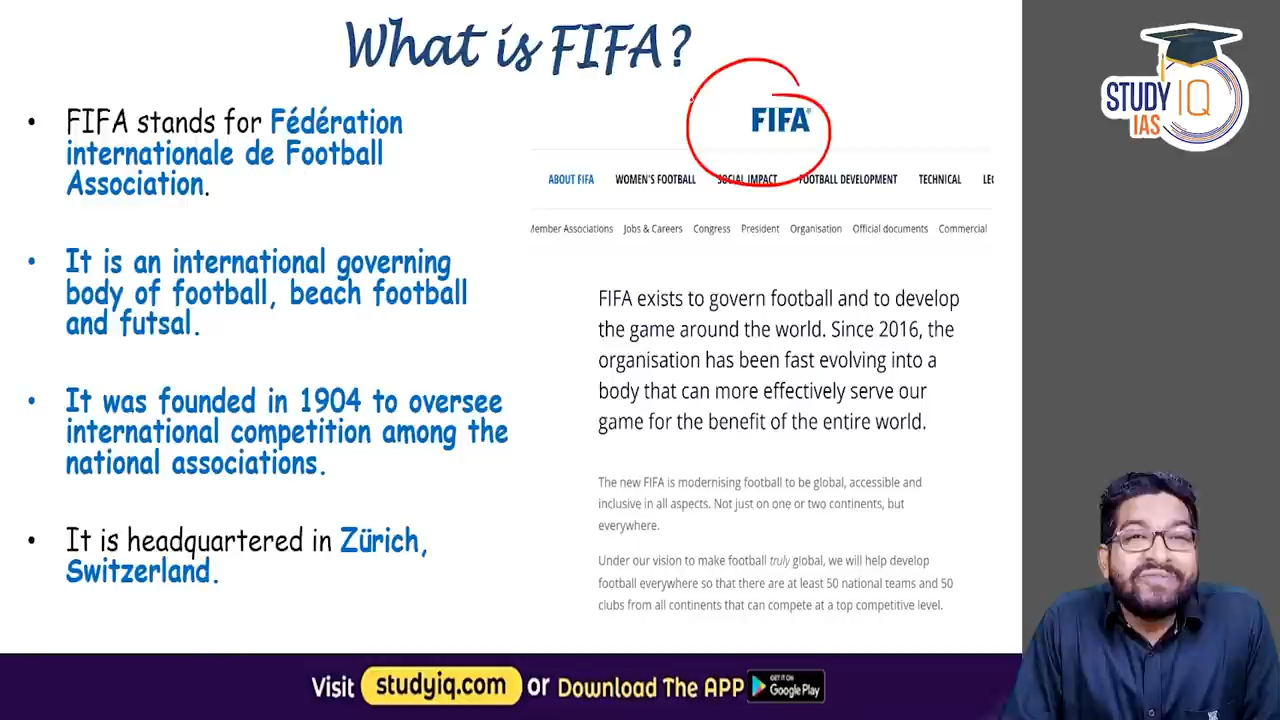 What is FIFA?
• FIFA stands for Fédération
internationale de Football
Association.
• It is an international governing
body of football, beach football
and futsal.
• It was founded in 1904 to oversee
international competition among the
national associations.
• It is headquartered in Zürich,
Switzerland.
FIFA®
ABOUT FIFA WOMEN'S FOOTBALL SOCIAL IMPACT FOOTBALL DEVELOPMENT TECHNICAL LEG
Member Associations Jobs & Careers Congress President Organisation Official documents Commercial
FIFA exists to govern football and to develop
the game around the world. Since 2016, the
organisation has been fast evolving into a
body that can more effectively serve our
game for the benefit of the entire world.
The new FIFA is modernising football to be global, accessible and
inclusive in all aspects. Not just on one or two continents, but
everywhere.
Under our vision to make football truly global, we will help develop
football everywhere so that there are at least 50 national teams and 50
clubs from all continents that can compete at a top competitive level.
STUDY IQ
IAS
Visit studyiq.com or Download The APP GET IT ON Google Play